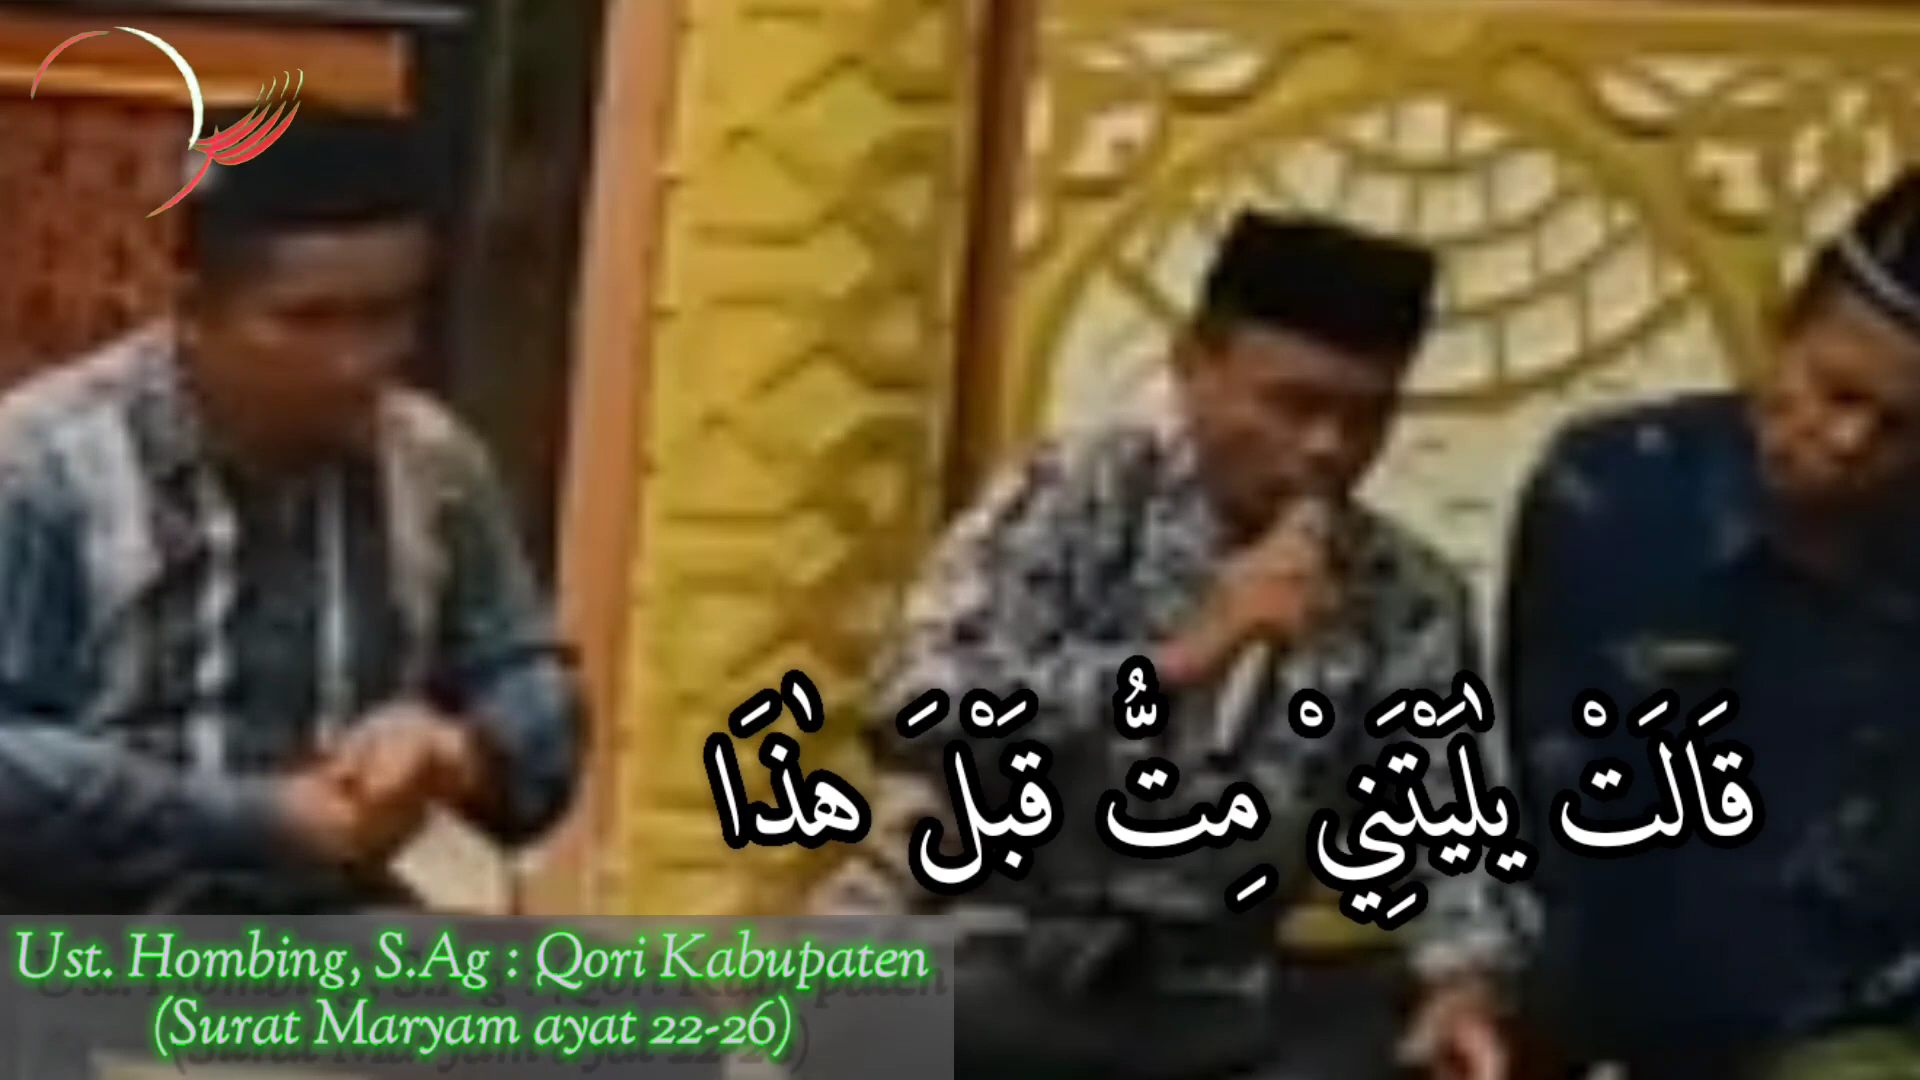 قَالَتْ يٰلَيْتَنِيْ مِتُّ قَبْلَ هٰذَا
Ust. Hombing, S.Ag : Qori Kabupaten
(Surat Maryam ayat 22-26)